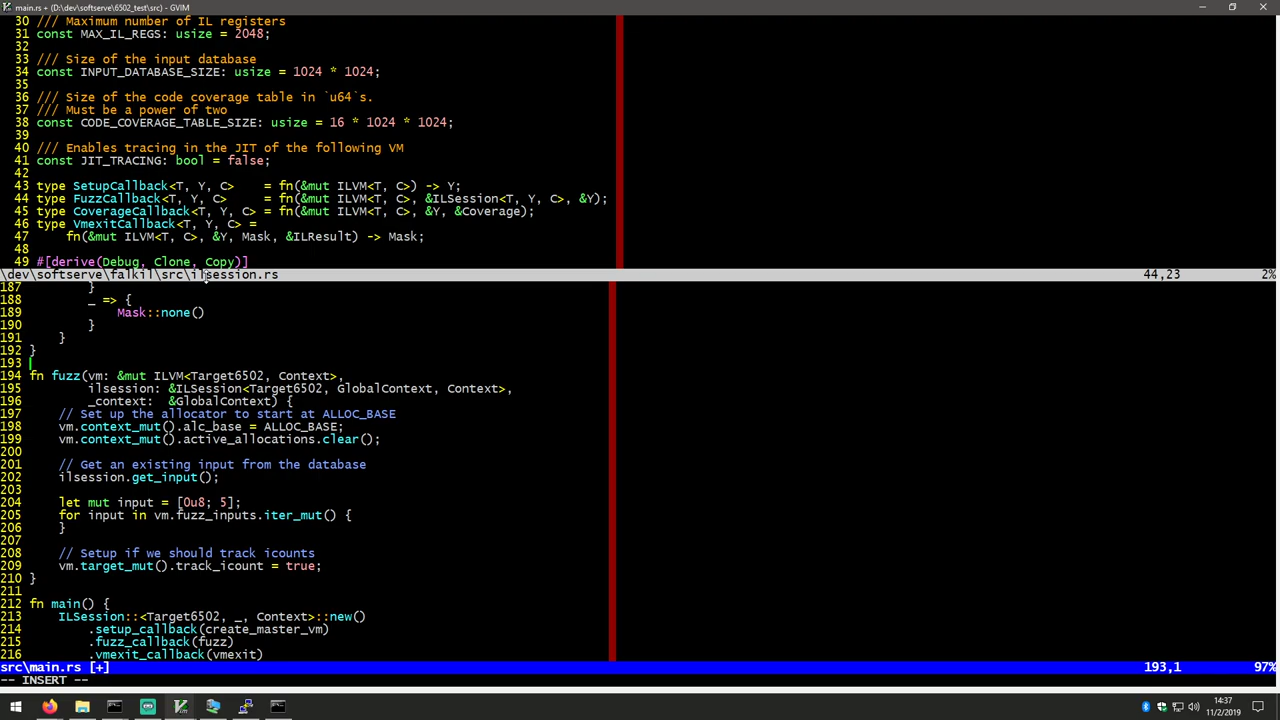 main.rs + (D:\dev\softserve\6502_test\src) - GVIM
30 /// Maximum number of IL registers
31 const MAX_IL_REGS: usize = 2048;
32
33 /// Size of the input database
34 const INPUT_DATABASE_SIZE: usize = 1024 * 1024;
35
36 /// Size of the code coverage table in `u64`s.
37 /// Must be a power of two
38 const CODE_COVERAGE_TABLE_SIZE: usize = 16 * 1024 * 1024;
39
40 /// Enables tracing in the JIT of the following VM
41 const JIT_TRACING: bool = false;
42
43 type SetupCallback<T, Y, C>    = fn(&mut ILVM<T, C>) -> Y;
44 type FuzzCallback<T, Y, C>     = fn(&mut ILVM<T, C>, &ILSession<T, Y, C>, &Y);
45 type CoverageCallback<T, Y, C> = fn(&mut ILVM<T, C>, &Y, &Coverage);
46 type VmexitCallback<T, Y, C> =
47     fn(&mut ILVM<T, C>, &Y, Mask, &ILResult) -> Mask;
48
49 #[derive(Debug, Clone, Copy)]
\dev\softserve\falkil\src\ilsession.rs 44,23 2%
187         }
188         _ => {
189             Mask::none()
190         }
191     }
192 }
193
194 fn fuzz(vm: &mut ILVM<Target6502, Context>,
195         ilsession: &ILSession<Target6502, GlobalContext, Context>,
196         _context:  &GlobalContext) {
197     // Set up the allocator to start at ALLOC_BASE
198     vm.context_mut().alc_base = ALLOC_BASE;
199     vm.context_mut().active_allocations.clear();
200
201     // Get an existing input from the database
202     ilsession.get_input();
203
204     let mut input = [0u8; 5];
205     for input in vm.fuzz_inputs.iter_mut() {
206     }
207
208     // Setup if we should track icounts
209     vm.target_mut().track_icount = true;
210 }
211
212 fn main() {
213     ILSession::<Target6502, _, Context>::new()
214         .setup_callback(create_master_vm)
215         .fuzz_callback(fuzz)
216         .vmexit_callback(vmexit)
src\main.rs [+] 193,1 97%
-- INSERT --
14:37
11/2/2019